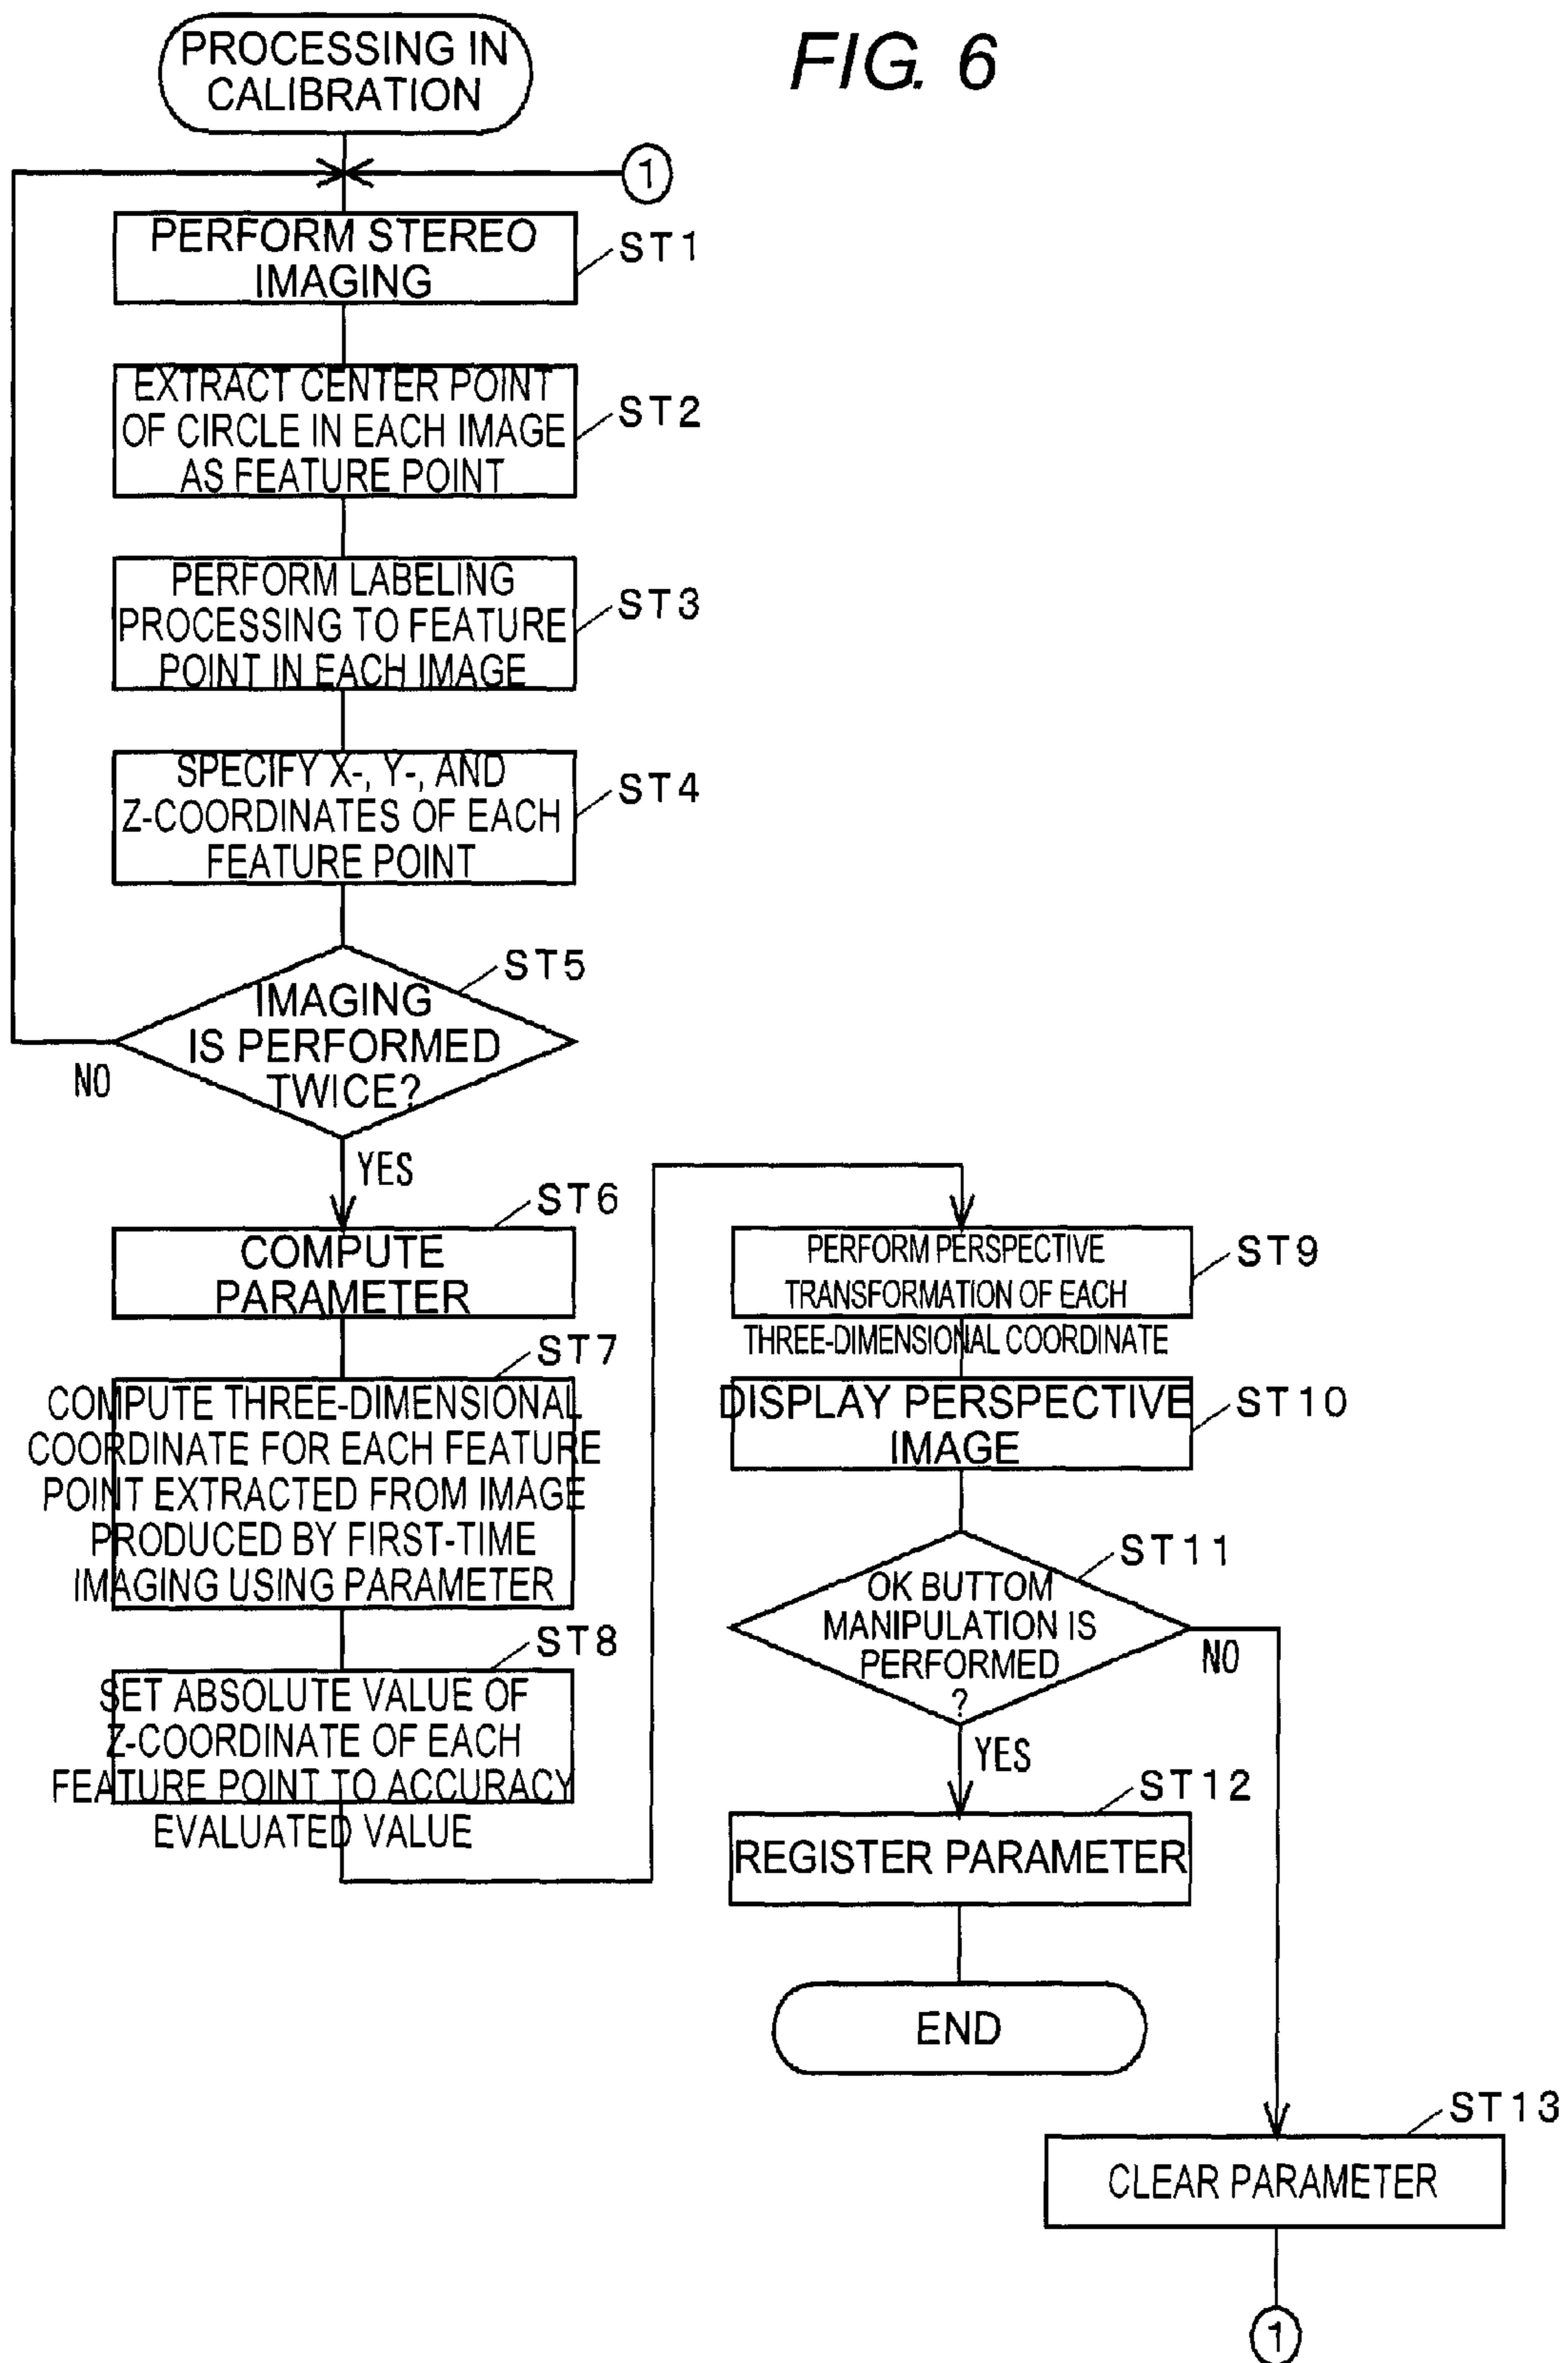 FIG. 6
PROCESSING IN
CALIBRATION
1
PERFORM STEREO
IMAGING
ST1
EXTRACT CENTER POINT
OF CIRCLE IN EACH IMAGE
AS FEATURE POINT
ST2
PERFORM LABELING
PROCESSING TO FEATURE
POINT IN EACH IMAGE
ST3
SPECIFY X-, Y-, AND
Z-COORDINATES OF EACH
FEATURE POINT
ST4
ST5
IMAGING
IS PERFORMED
TWICE?
NO
YES
ST6
COMPUTE
PARAMETER
ST7
COMPUTE THREE-DIMENSIONAL
COORDINATE FOR EACH FEATURE
POINT EXTRACTED FROM IMAGE
PRODUCED BY FIRST-TIME
IMAGING USING PARAMETER
ST8
SET ABSOLUTE VALUE OF
Z-COORDINATE OF EACH
FEATURE POINT TO ACCURACY
EVALUATED VALUE
PERFORM PERSPECTIVE
TRANSFORMATION OF EACH
THREE-DIMENSIONAL COORDINATE
ST9
DISPLAY PERSPECTIVE
IMAGE
ST10
ST11
OK BUTTOM
MANIPULATION IS
PERFORMED
?
NO
YES
ST12
REGISTER PARAMETER
END
ST13
CLEAR PARAMETER
1